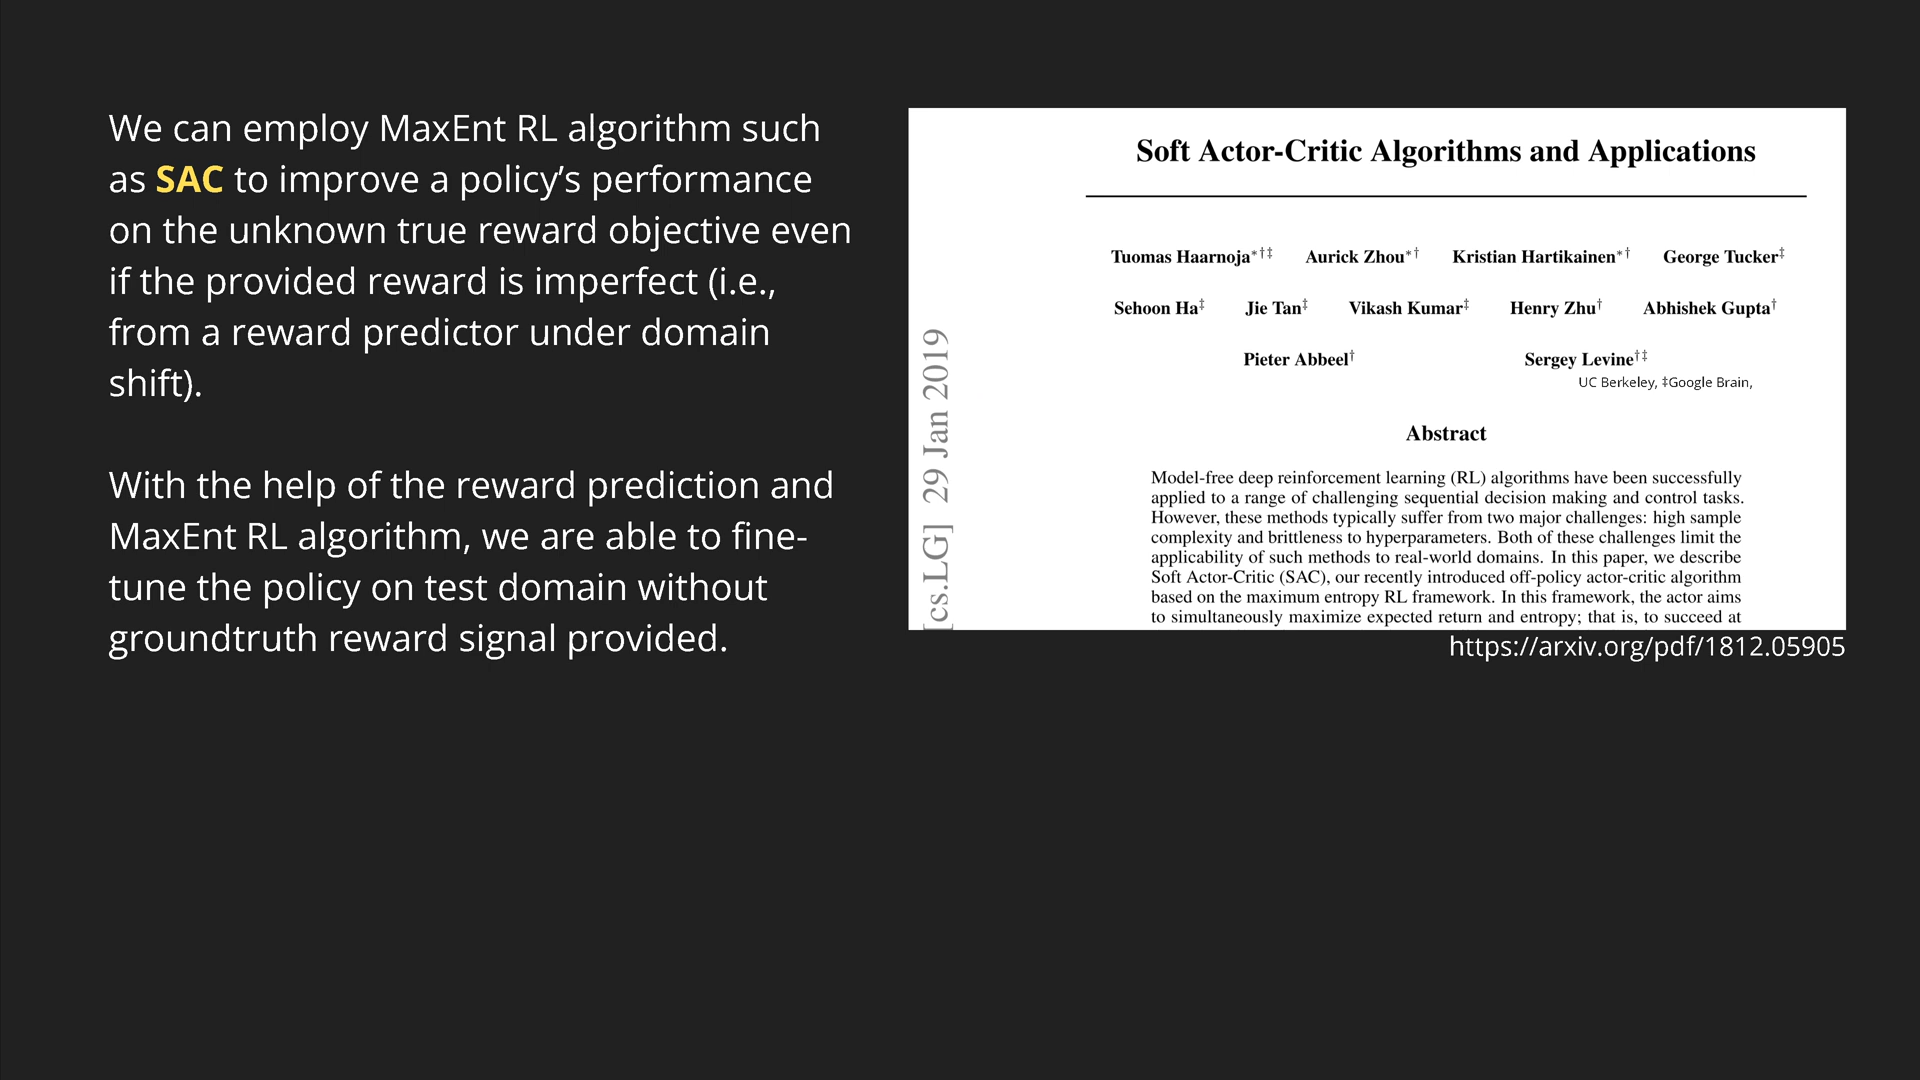 We can employ MaxEnt RL algorithm such
as SAC to improve a policy’s performance
on the unknown true reward objective even
if the provided reward is imperfect (i.e.,
from a reward predictor under domain
shift).
With the help of the reward prediction and
MaxEnt RL algorithm, we are able to fine-
tune the policy on test domain without
groundtruth reward signal provided.
Soft Actor-Critic Algorithms and Applications
Tuomas Haarnoja*†‡ Aurick Zhou*† Kristian Hartikainen*† George Tucker‡
Sehoon Ha‡ Jie Tan‡ Vikash Kumar‡ Henry Zhu† Abhishek Gupta†
Pieter Abbeel† Sergey Levine†‡
UC Berkeley, ‡Google Brain,
[cs.LG] 29 Jan 2019
Abstract
Model-free deep reinforcement learning (RL) algorithms have been successfully
applied to a range of challenging sequential decision making and control tasks.
However, these methods typically suffer from two major challenges: high sample
complexity and brittleness to hyperparameters. Both of these challenges limit the
applicability of such methods to real-world domains. In this paper, we describe
Soft Actor-Critic (SAC), our recently introduced off-policy actor-critic algorithm
based on the maximum entropy RL framework. In this framework, the actor aims
to simultaneously maximize expected return and entropy; that is, to succeed at
https://arxiv.org/pdf/1812.05905